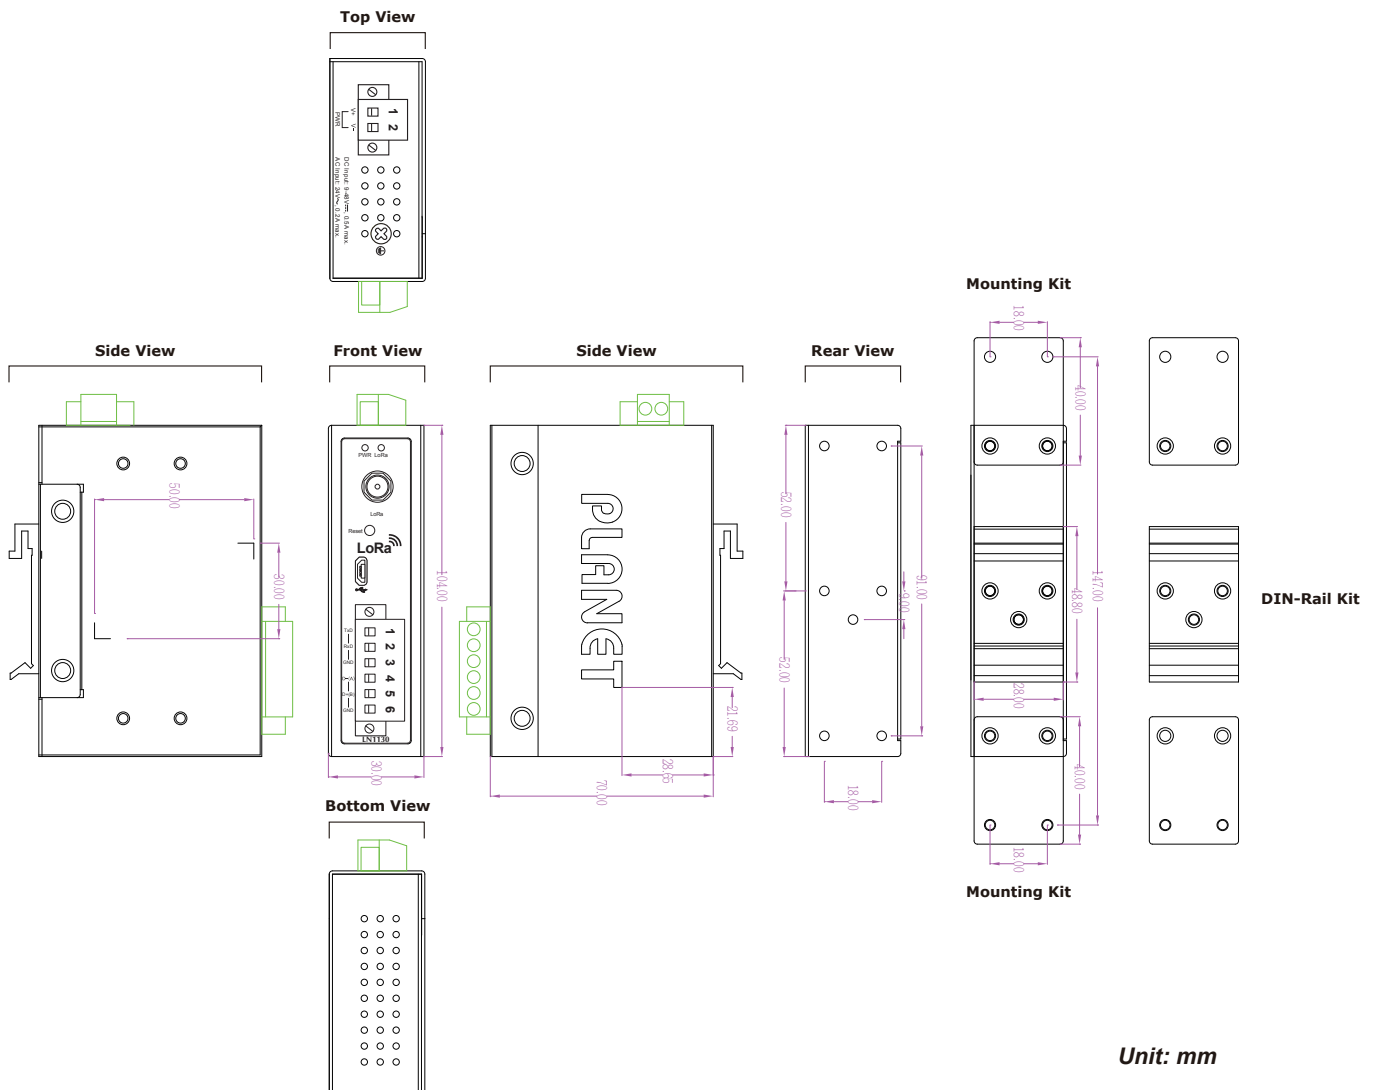 Top View
1
2
V+
V-
PWR
DC Input: 9-48V⎓, 0.5A max.
AC Input: 24V~, 0.2A max.
Mounting Kit
18.00
Side View
Front View
Side View
Rear View
40.00
PWR LoRa
LoRa
Reset
LoRa
50.00
30.00
104.00
PLANET
52.00
52.00
91.00
9.00
147.00
48.80
DIN-Rail Kit
TxD
RxD
GND
D-(A)
D+(B)
GND
1
2
3
4
5
6
LN1130
30.00
21.69
28.65
70.00
18.00
28.00
40.00
18.00
Bottom View
Mounting Kit
Unit: mm